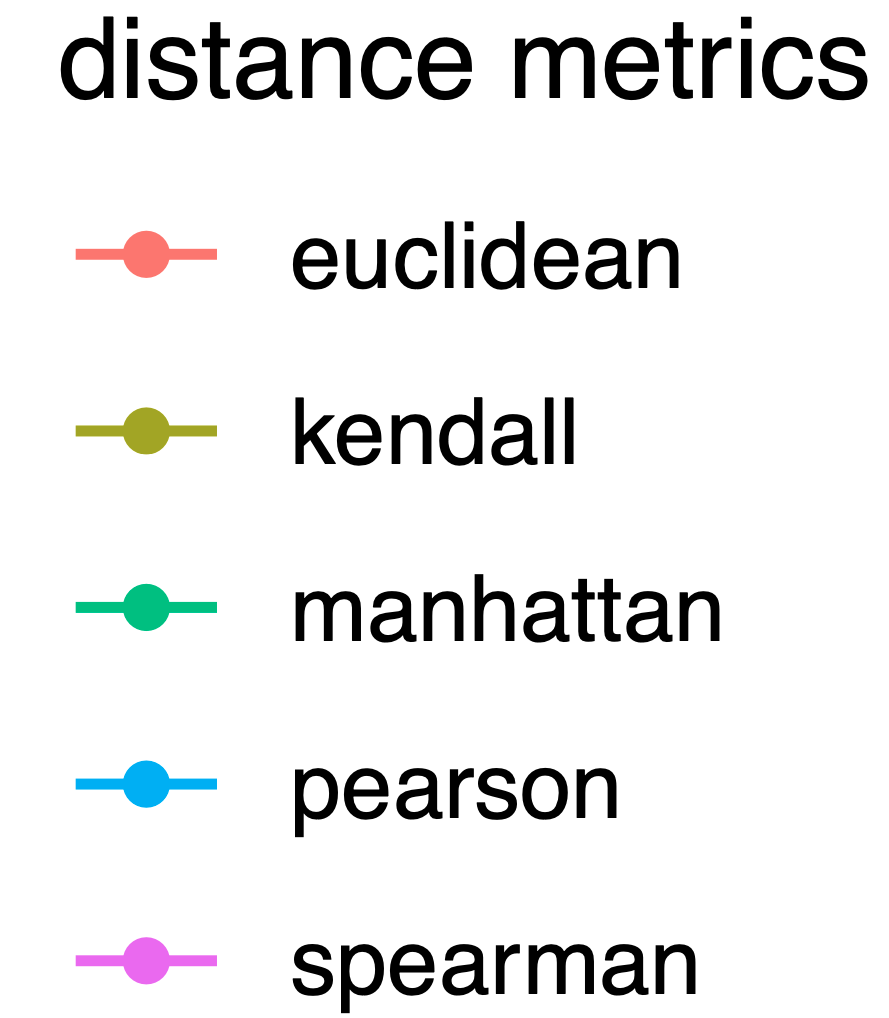 distance metrics
euclidean
kendall
manhattan
pearson
spearman